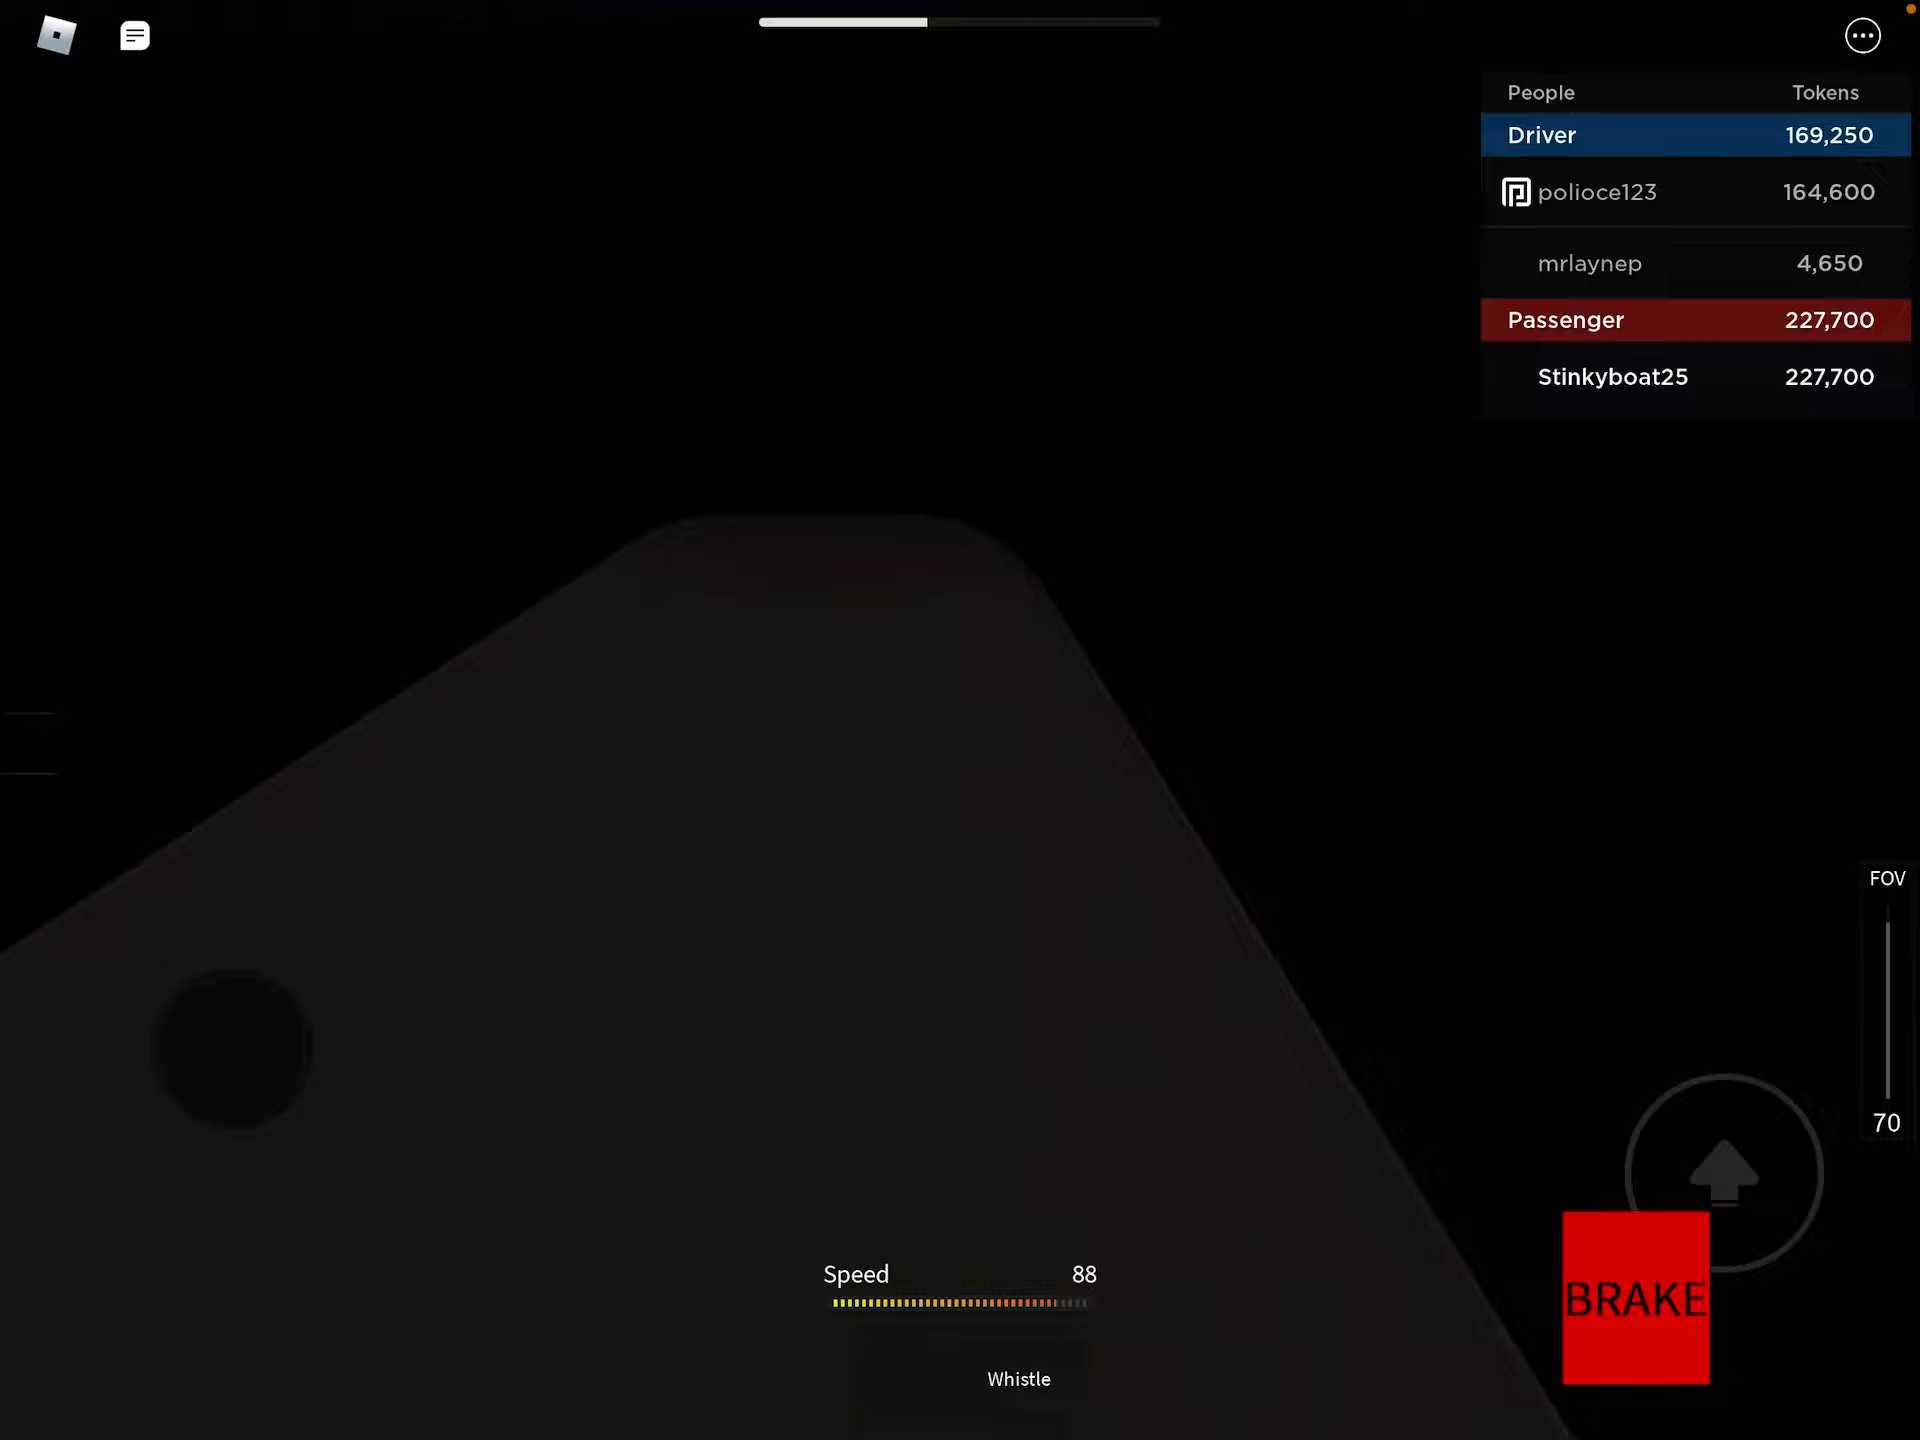 People Tokens
Driver 169,250
polioce123 164,600
mrlaynep 4,650
Passenger 227,700
Stinkyboat25 227,700
FOV
70
Speed 88
BRAKE
Whistle